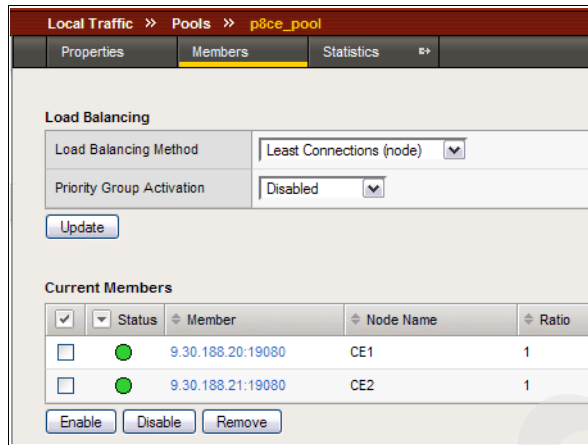 Local Traffic » Pools » p8ce_pool
Properties Members Statistics
Load Balancing
Load Balancing Method Least Connections (node)
Priority Group Activation Disabled
Update
Current Members
Status Member Node Name Ratio
9.30.188.20:19080 CE1 1
9.30.188.21:19080 CE2 1
Enable Disable Remove